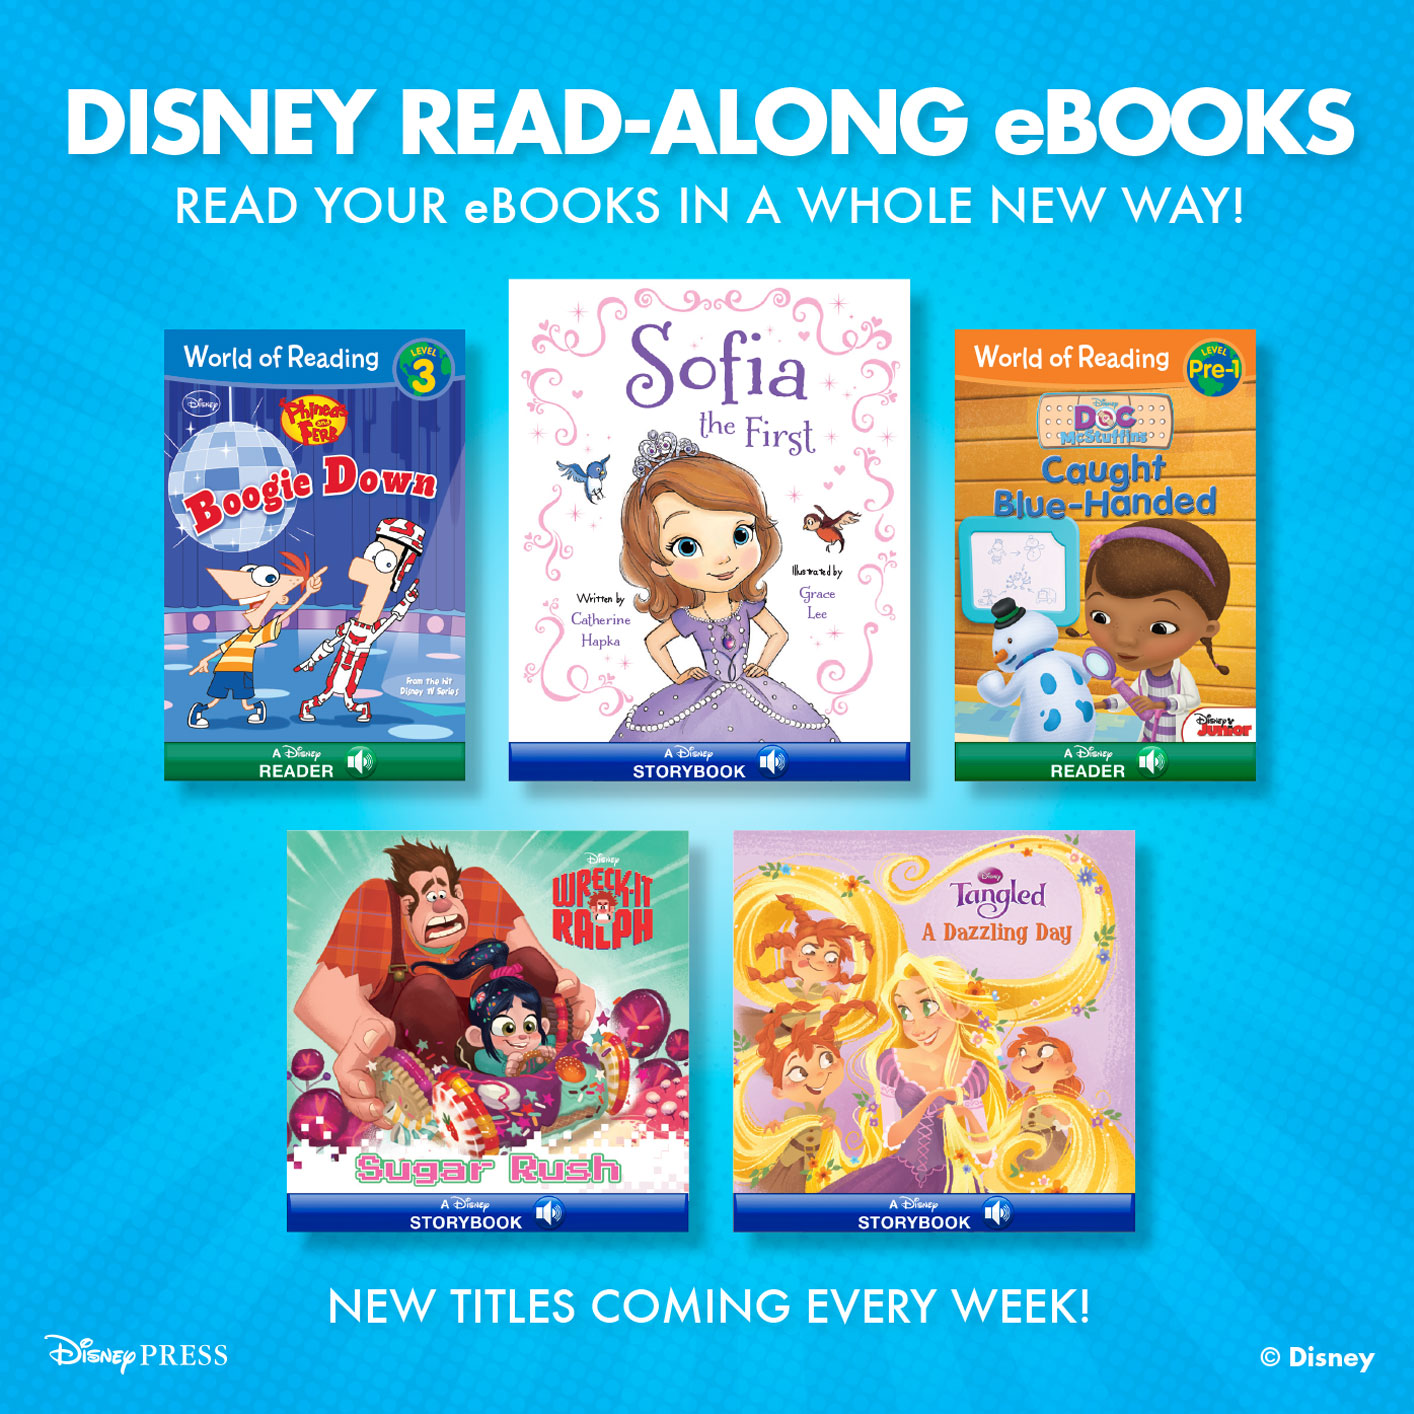 DISNEY READ-ALONG eBOOKS
READ YOUR eBOOKS IN A WHOLE NEW WAY!
World of Reading
LEVEL
3
Disney
Phineas
and
Ferb
Boogie Down
From the hit
Disney TV Series
A Disney
READER
Sofia
the First
Written by
Catherine
Hapka
Illustrated by
Grace
Lee
A Disney
STORYBOOK
World of Reading
LEVEL
Pre-1
Disney
DOC
McStuffins
Caught
Blue-Handed
Disney
Junior
A Disney
READER
Disney
WRECK-IT
RALPH
Sugar Rush
A Disney
STORYBOOK
Disney
Tangled
A Dazzling Day
A Disney
STORYBOOK
NEW TITLES COMING EVERY WEEK!
Disney PRESS
© Disney